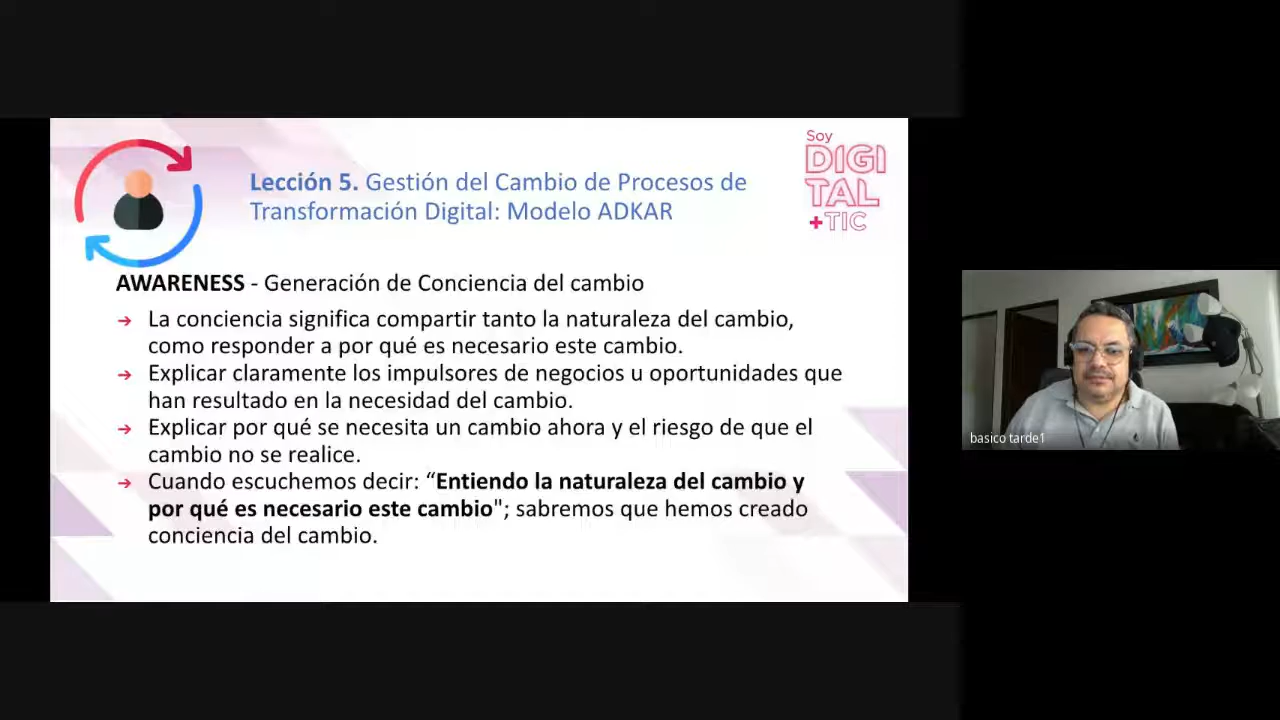 Soy
DIGI
TAL
+TIC
Lección 5. Gestión del Cambio de Procesos de
Transformación Digital: Modelo ADKAR
AWARENESS - Generación de Conciencia del cambio
➔ La conciencia significa compartir tanto la naturaleza del cambio,
como responder a por qué es necesario este cambio.
➔ Explicar claramente los impulsores de negocios u oportunidades que
han resultado en la necesidad del cambio.
➔ Explicar por qué se necesita un cambio ahora y el riesgo de que el
cambio no se realice.
➔ Cuando escuchemos decir: “Entiendo la naturaleza del cambio y
por qué es necesario este cambio"; sabremos que hemos creado
conciencia del cambio.
basico tarde1